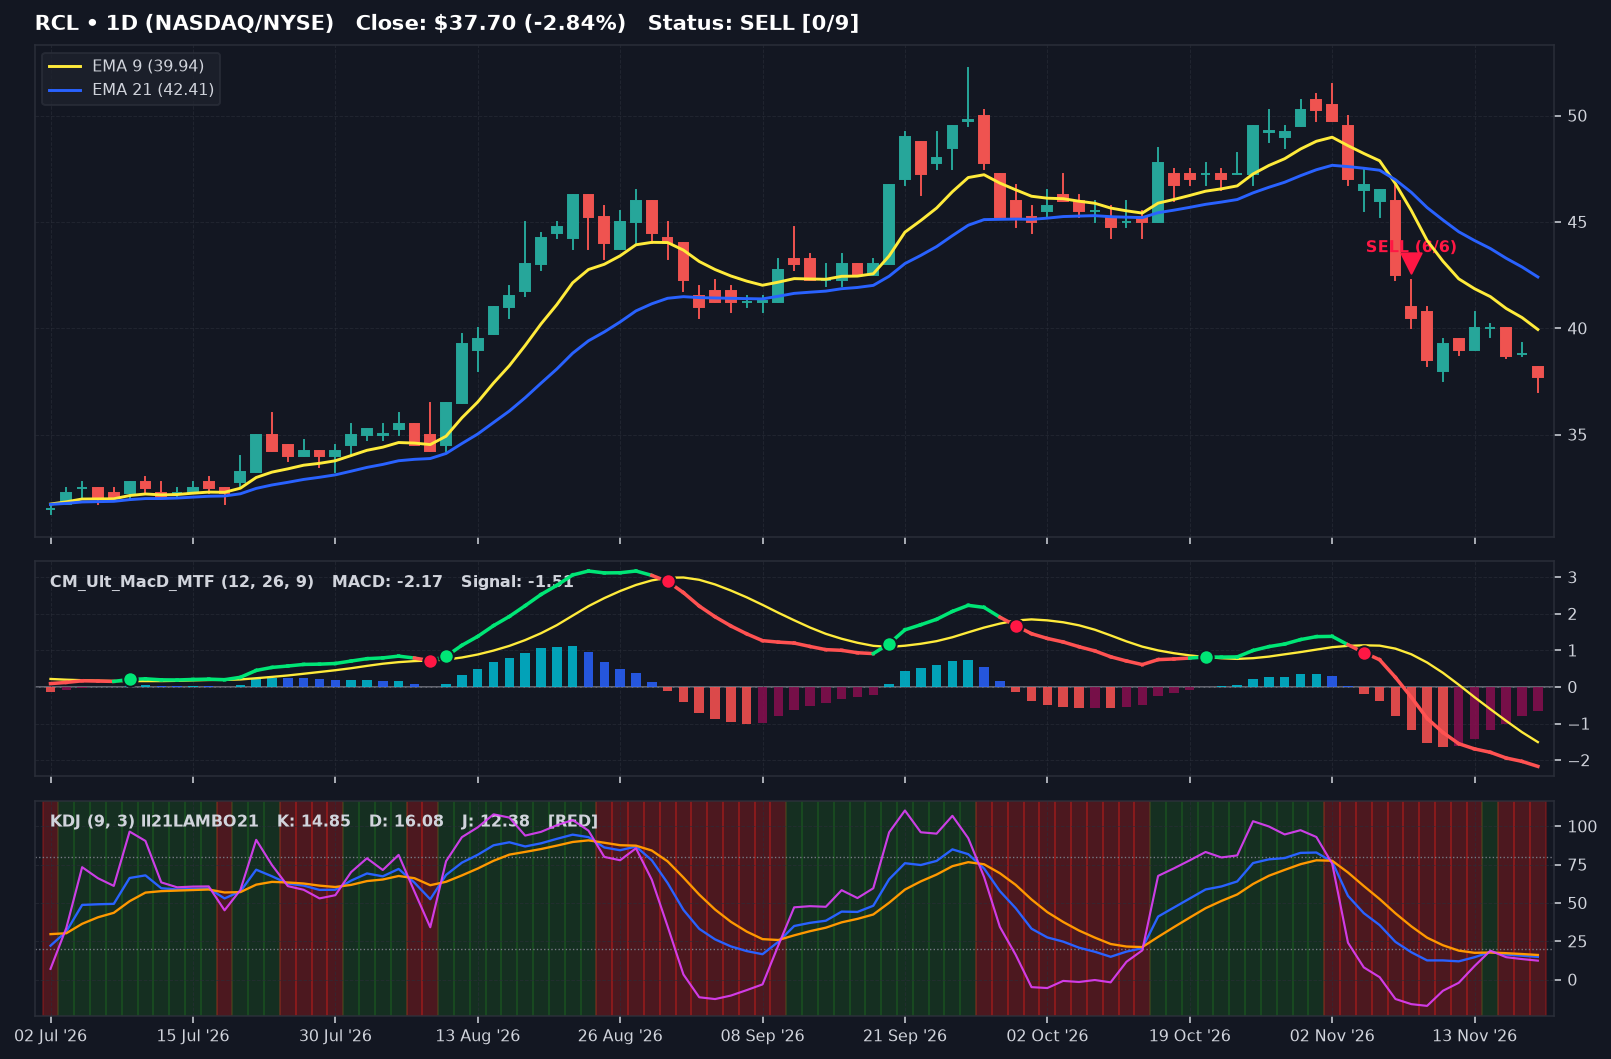 RCL • 1D (NASDAQ/NYSE)   Close: $37.70 (-2.84%)   Status: SELL [0/9]
EMA 9 (39.94)
EMA 21 (42.41)
50
45
SELL (6/6)
40
35
CM_Ult_MacD_MTF (12, 26, 9)   MACD: -2.17   Signal: -1.51
3
2
1
0
−1
−2
KDJ (9, 3) ll21LAMBO21   K: 14.85   D: 16.08   J: 12.38   [RED]
100
75
50
25
0
02 Jul '26   15 Jul '26   30 Jul '26   13 Aug '26   26 Aug '26   08 Sep '26   21 Sep '26   02 Oct '26   19 Oct '26   02 Nov '26   13 Nov '26